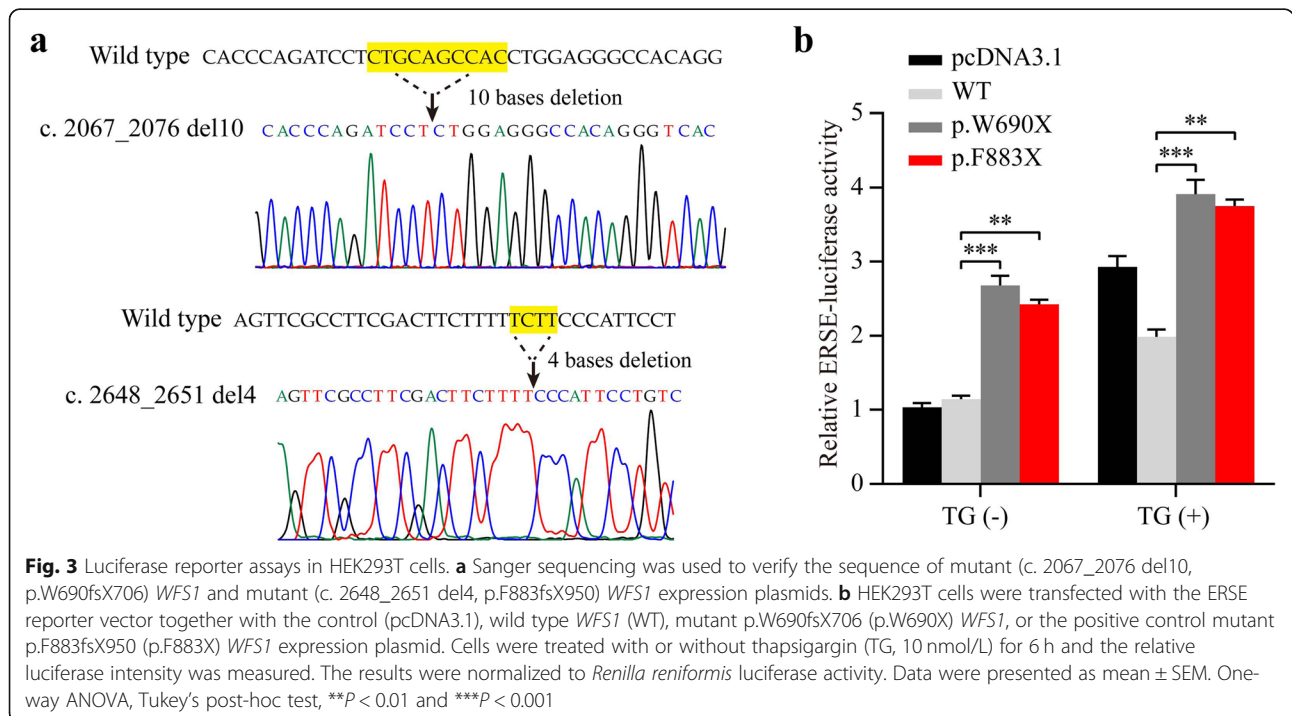 a
Wild type CACCCAGATCCTCTGCAGCCACCTGGAGGGCCACAGG
10 bases deletion
c. 2067_2076 del10 CACCCAGATCCTCTGGAGGGCCACAGGGTCAC
Wild type AGTTCGCCTTCGACTTCTTTTTCTTCCCATTCCT
4 bases deletion
c. 2648_2651 del4 AGTTCGCCTTCGACTTCTTTTCCCATTCCTGTC
b
pcDNA3.1
WT
p.W690X
p.F883X
Relative ERSE-luciferase activity
5
4
3
2
1
0
***
**
***
**
TG (-)
TG (+)
Fig. 3 Luciferase reporter assays in HEK293T cells. a Sanger sequencing was used to verify the sequence of mutant (c. 2067_2076 del10,
p.W690fsX706) WFS1 and mutant (c. 2648_2651 del4, p.F883fsX950) WFS1 expression plasmids. b HEK293T cells were transfected with the ERSE
reporter vector together with the control (pcDNA3.1), wild type WFS1 (WT), mutant p.W690fsX706 (p.W690X) WFS1, or the positive control mutant
p.F883fsX950 (p.F883X) WFS1 expression plasmid. Cells were treated with or without thapsigargin (TG, 10 nmol/L) for 6 h and the relative
luciferase intensity was measured. The results were normalized to Renilla reniformis luciferase activity. Data were presented as mean ± SEM. One-
way ANOVA, Tukey's post-hoc test, **P < 0.01 and ***P < 0.001